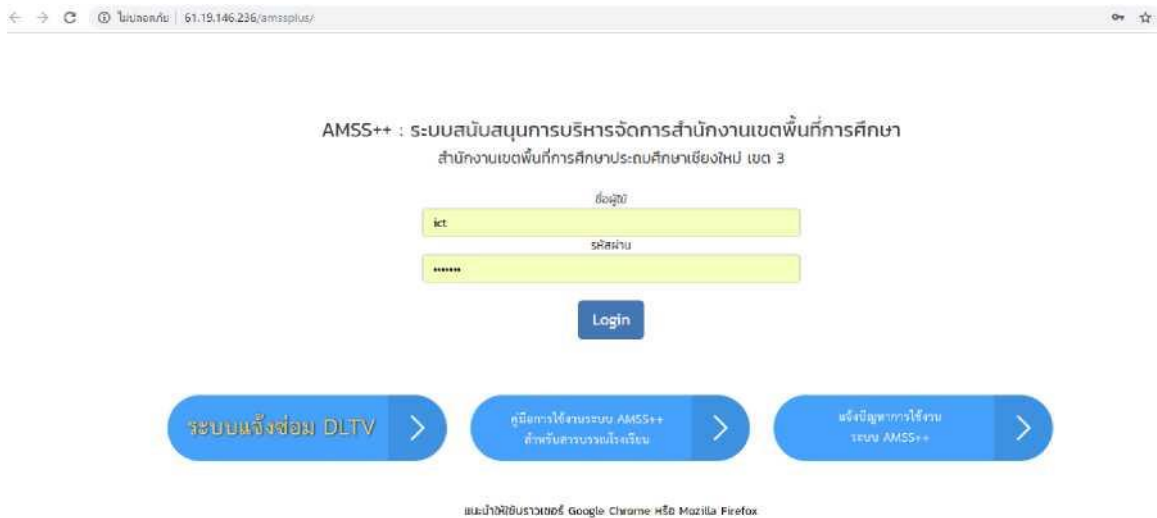 ไม่ปลอดภัย | 61.19.146.236/amssplus/
AMSS++ : ระบบสนับสนุนการบริหารจัดการสำนักงานเขตพื้นที่การศึกษา
สำนักงานเขตพื้นที่การศึกษาประถมศึกษาเชียงใหม่ เขต 3
ชื่อผู้ใช้
ict
รหัสผ่าน
•••••••
Login
ระบบแจ้งซ่อม DLTV
คู่มือการใช้งานระบบ AMSS++
สำหรับสารบรรณโรงเรียน
แจ้งปัญหาการใช้งาน
ระบบ AMSS++
แนะนำให้ใช้บราวเซอร์ Google Chrome หรือ Mozilla Firefox